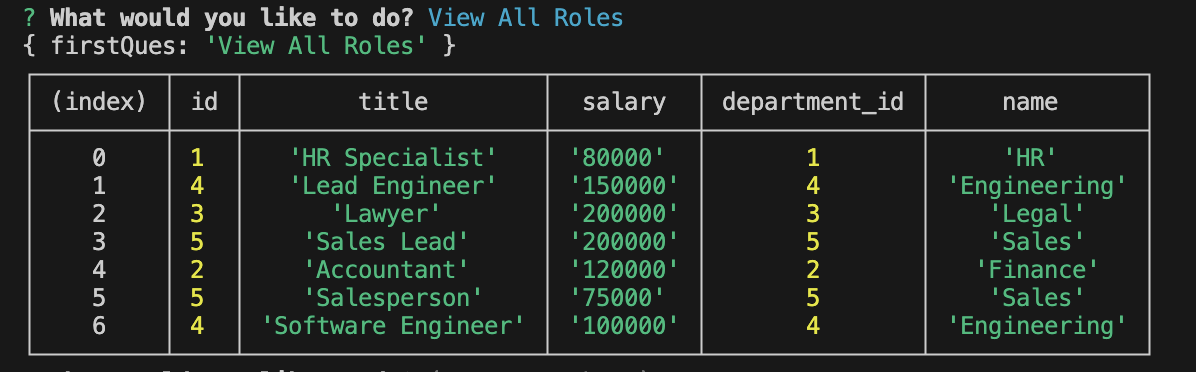 ? What would you like to do? View All Roles
{ firstQues: 'View All Roles' }
(index) id title salary department_id name
0 1 'HR Specialist' '80000' 1 'HR'
1 4 'Lead Engineer' '150000' 4 'Engineering'
2 3 'Lawyer' '200000' 3 'Legal'
3 5 'Sales Lead' '200000' 5 'Sales'
4 2 'Accountant' '120000' 2 'Finance'
5 5 'Salesperson' '75000' 5 'Sales'
6 4 'Software Engineer' '100000' 4 'Engineering'